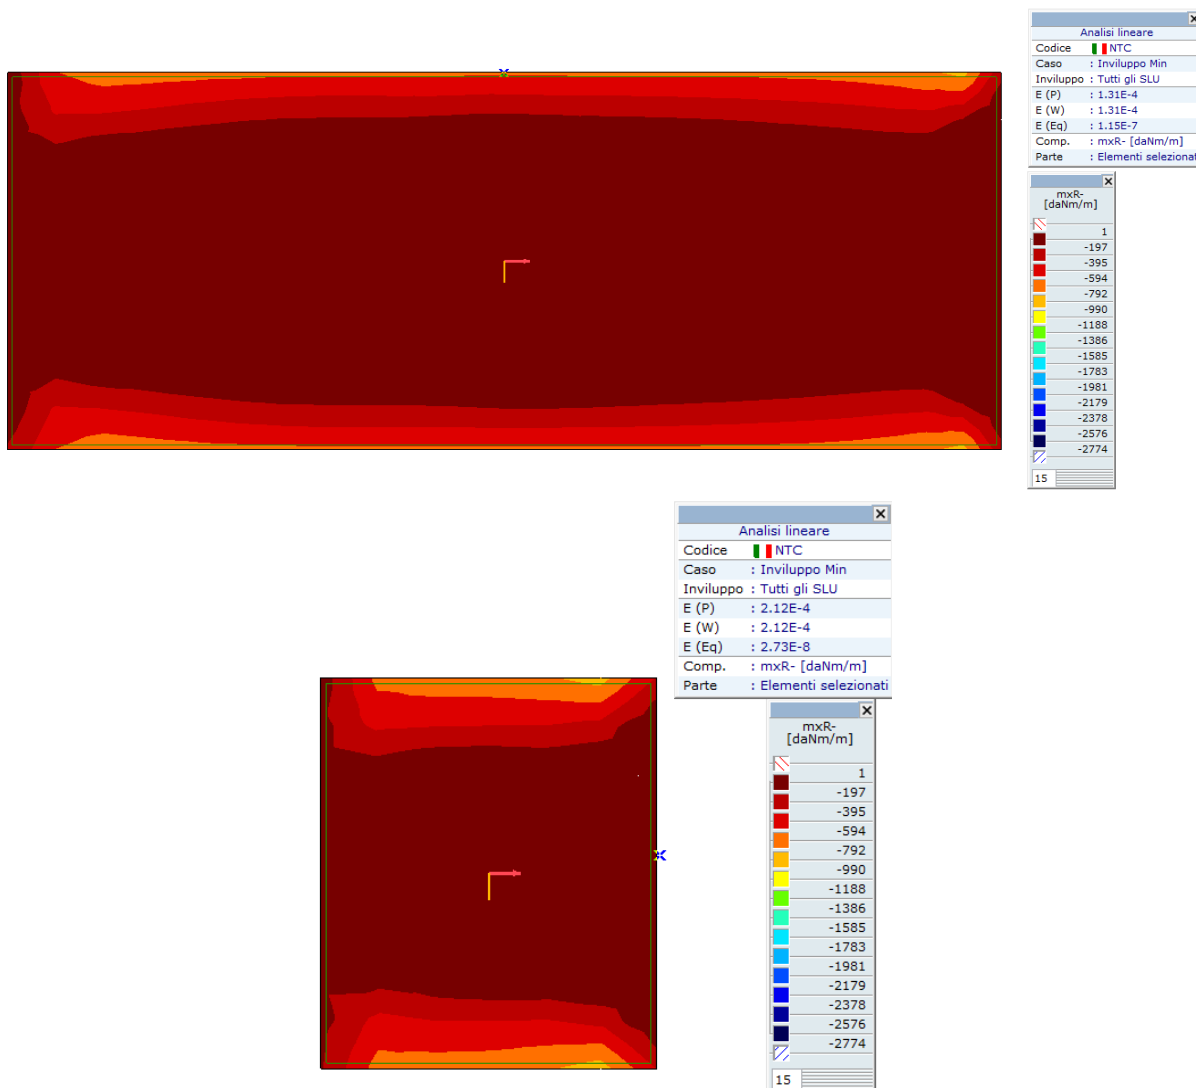 Analisi lineare
Codice NTC
Caso : Inviluppo Min
Inviluppo : Tutti gli SLU
E (P) : 1.31E-4
E (W) : 1.31E-4
E (Eq) : 1.15E-7
Comp. : mxR- [daNm/m]
Parte : Elementi selezionat
mxR-
[daNm/m]
1
-197
-395
-594
-792
-990
-1188
-1386
-1585
-1783
-1981
-2179
-2378
-2576
-2774
15
Analisi lineare
Codice NTC
Caso : Inviluppo Min
Inviluppo : Tutti gli SLU
E (P) : 2.12E-4
E (W) : 2.12E-4
E (Eq) : 2.73E-8
Comp. : mxR- [daNm/m]
Parte : Elementi selezionati
mxR-
[daNm/m]
1
-197
-395
-594
-792
-990
-1188
-1386
-1585
-1783
-1981
-2179
-2378
-2576
-2774
15